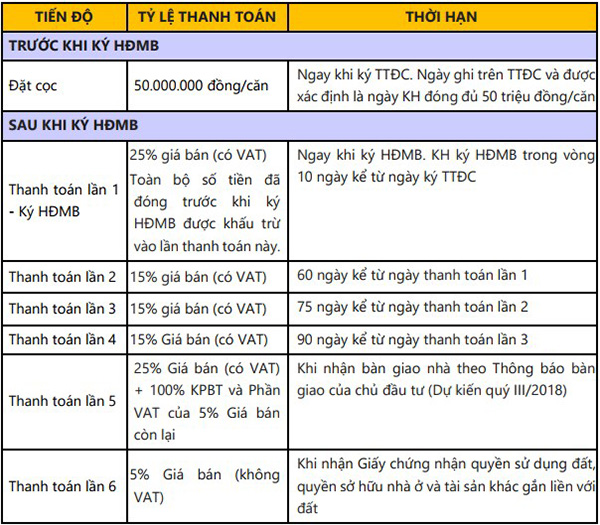 TIẾN ĐỘ
TỶ LỆ THANH TOÁN
THỜI HẠN
TRƯỚC KHI KÝ HĐMB
Đặt cọc
50.000.000 đồng/căn
Ngay khi ký TTĐC. Ngày ghi trên TTĐC và được
xác định là ngày KH đóng đủ 50 triệu đồng/căn
SAU KHI KÝ HĐMB
Thanh toán lần 1
- Ký HĐMB
25% giá bán (có VAT)
Toàn bộ số tiền đã
đóng trước khi ký
HĐMB được khấu trừ
vào lần thanh toán này.
Ngay khi ký HĐMB. KH ký HĐMB trong vòng
10 ngày kể từ ngày ký TTĐC
Thanh toán lần 2
15% giá bán (có VAT)
60 ngày kể từ ngày thanh toán lần 1
Thanh toán lần 3
15% giá bán (có VAT)
75 ngày kể từ ngày thanh toán lần 2
Thanh toán lần 4
15% Giá bán (có VAT)
90 ngày kể từ ngày thanh toán lần 3
Thanh toán lần 5
25% Giá bán (có VAT)
+ 100% KPBT và Phần
VAT của 5% Giá bán
còn lại
Khi nhận bàn giao nhà theo Thông báo bàn
giao của chủ đầu tư (Dự kiến quý III/2018)
Thanh toán lần 6
5% Giá bán (không
VAT)
Khi nhận Giấy chứng nhận quyền sử dụng đất,
quyền sở hữu nhà ở và tài sản khác gắn liền với
đất